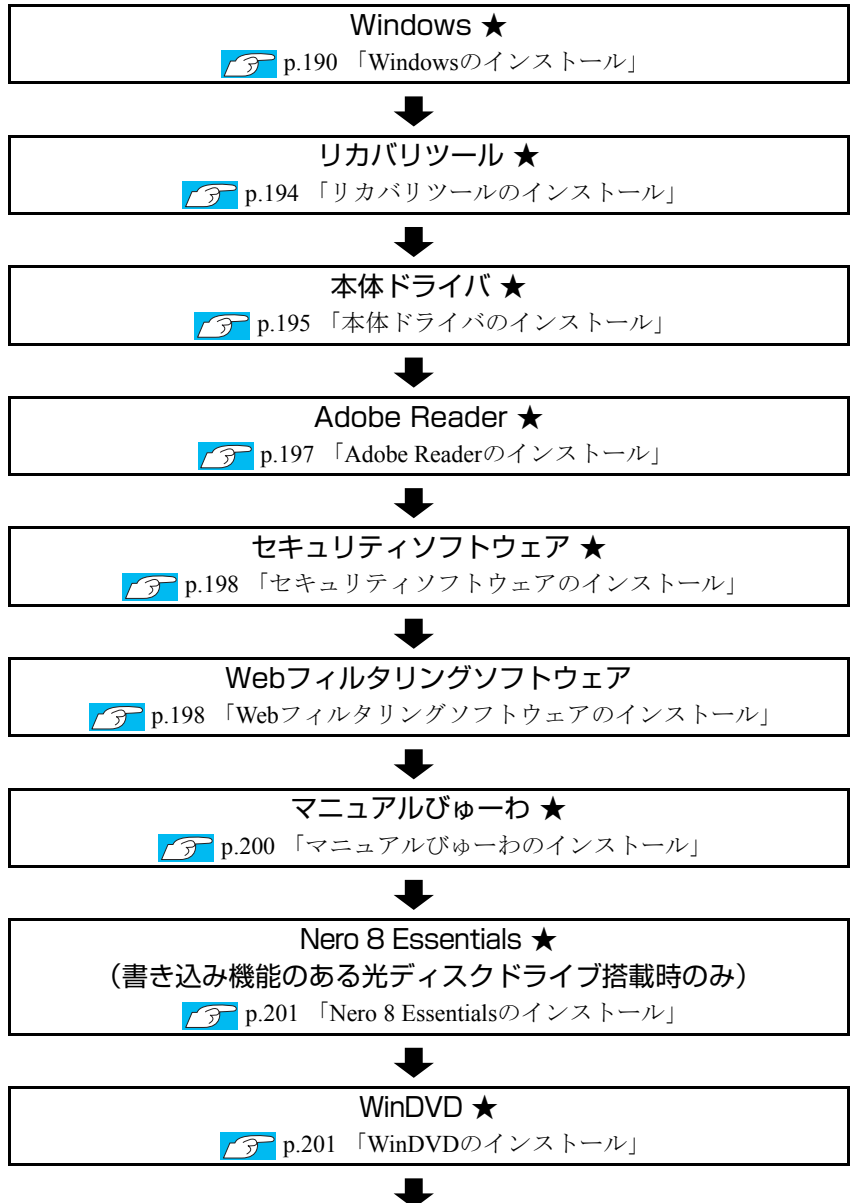 Windows ★
p.190 「Windowsのインストール」
リカバリツール ★
p.194 「リカバリツールのインストール」
本体ドライバ ★
p.195 「本体ドライバのインストール」
Adobe Reader ★
p.197 「Adobe Readerのインストール」
セキュリティソフトウェア ★
p.198 「セキュリティソフトウェアのインストール」
Webフィルタリングソフトウェア
p.198 「Webフィルタリングソフトウェアのインストール」
マニュアルびゅーわ ★
p.200 「マニュアルびゅーわのインストール」
Nero 8 Essentials ★
（書き込み機能のある光ディスクドライブ搭載時のみ）
p.201 「Nero 8 Essentialsのインストール」
WinDVD ★
p.201 「WinDVDのインストール」